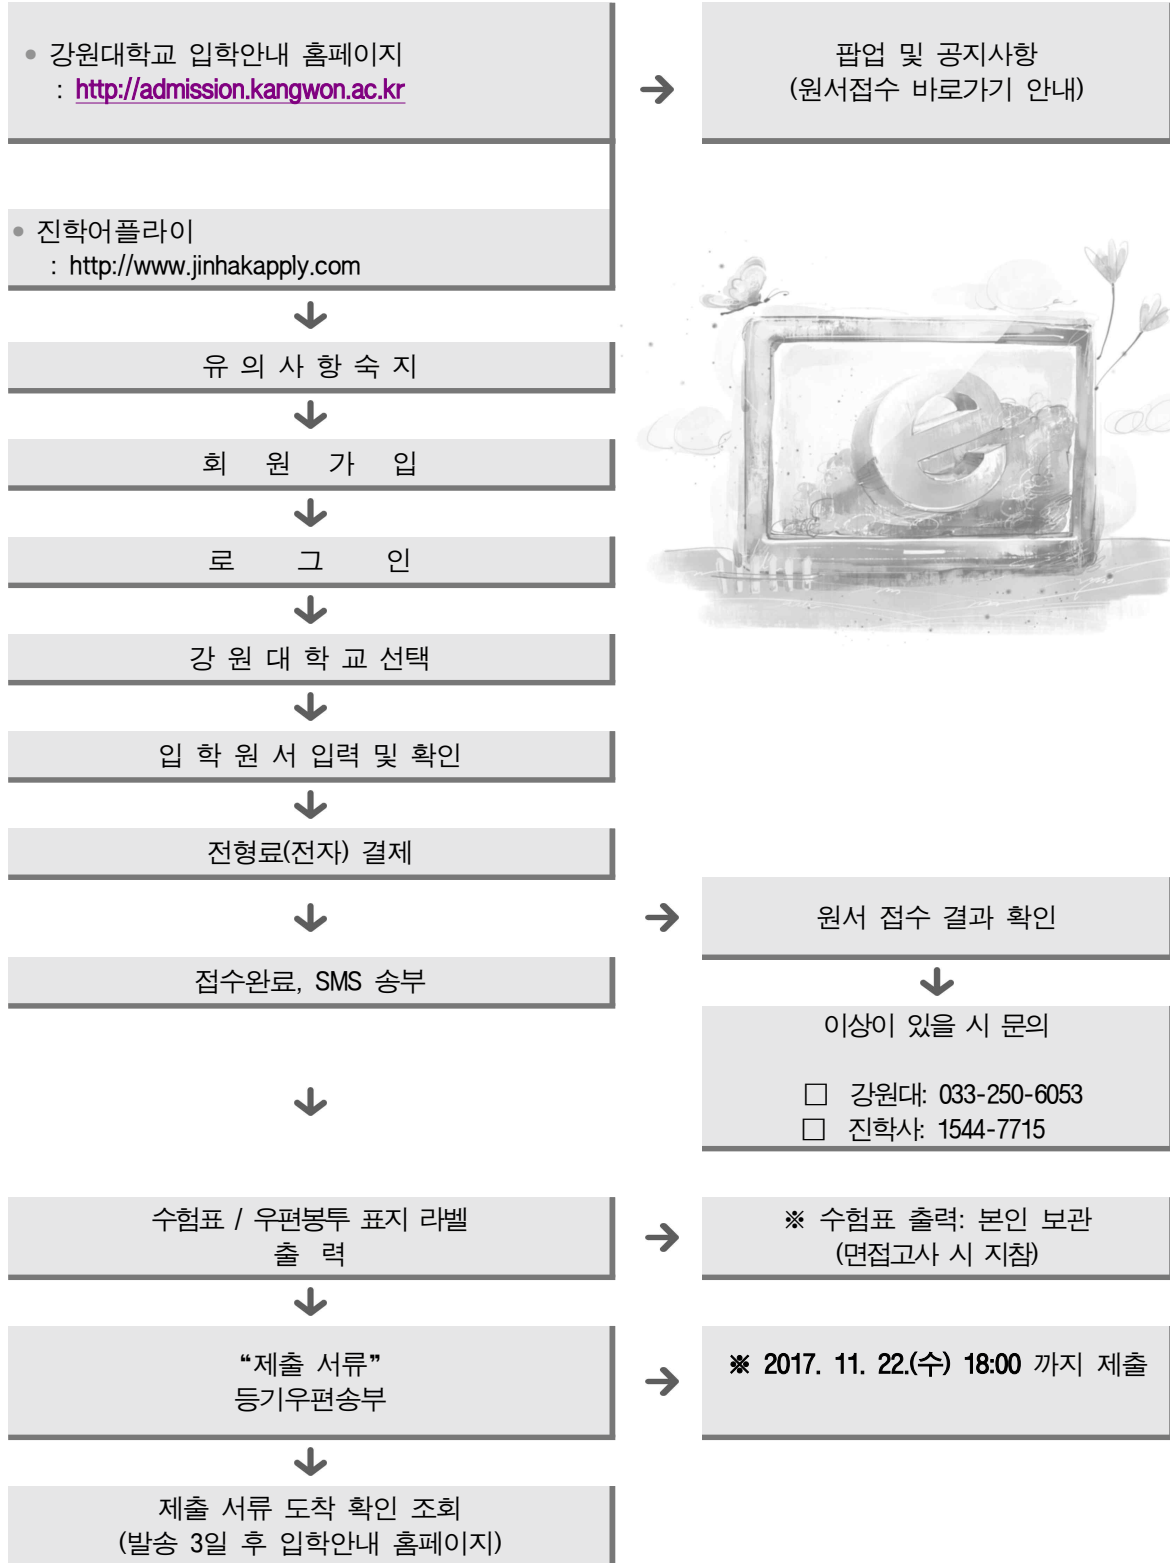 ● 강원대학교 입학안내 홈페이지
: http://admission.kangwon.ac.kr
팝업 및 공지사항
(원서접수 바로가기 안내)
● 진학어플라이
: http://www.jinhakapply.com
유 의 사 항 숙 지
회 원 가 입
로 그 인
강 원 대 학 교 선택
입 학 원 서 입력 및 확인
전형료(전자) 결제
원서 접수 결과 확인
접수완료, SMS 송부
이상이 있을 시 문의
□ 강원대: 033-250-6053
□ 진학사: 1544-7715
수험표 / 우편봉투 표지 라벨
출 력
※ 수험표 출력: 본인 보관
(면접고사 시 지참)
“제출 서류”
등기우편송부
※ 2017. 11. 22.(수) 18:00 까지 제출
제출 서류 도착 확인 조회
(발송 3일 후 입학안내 홈페이지)